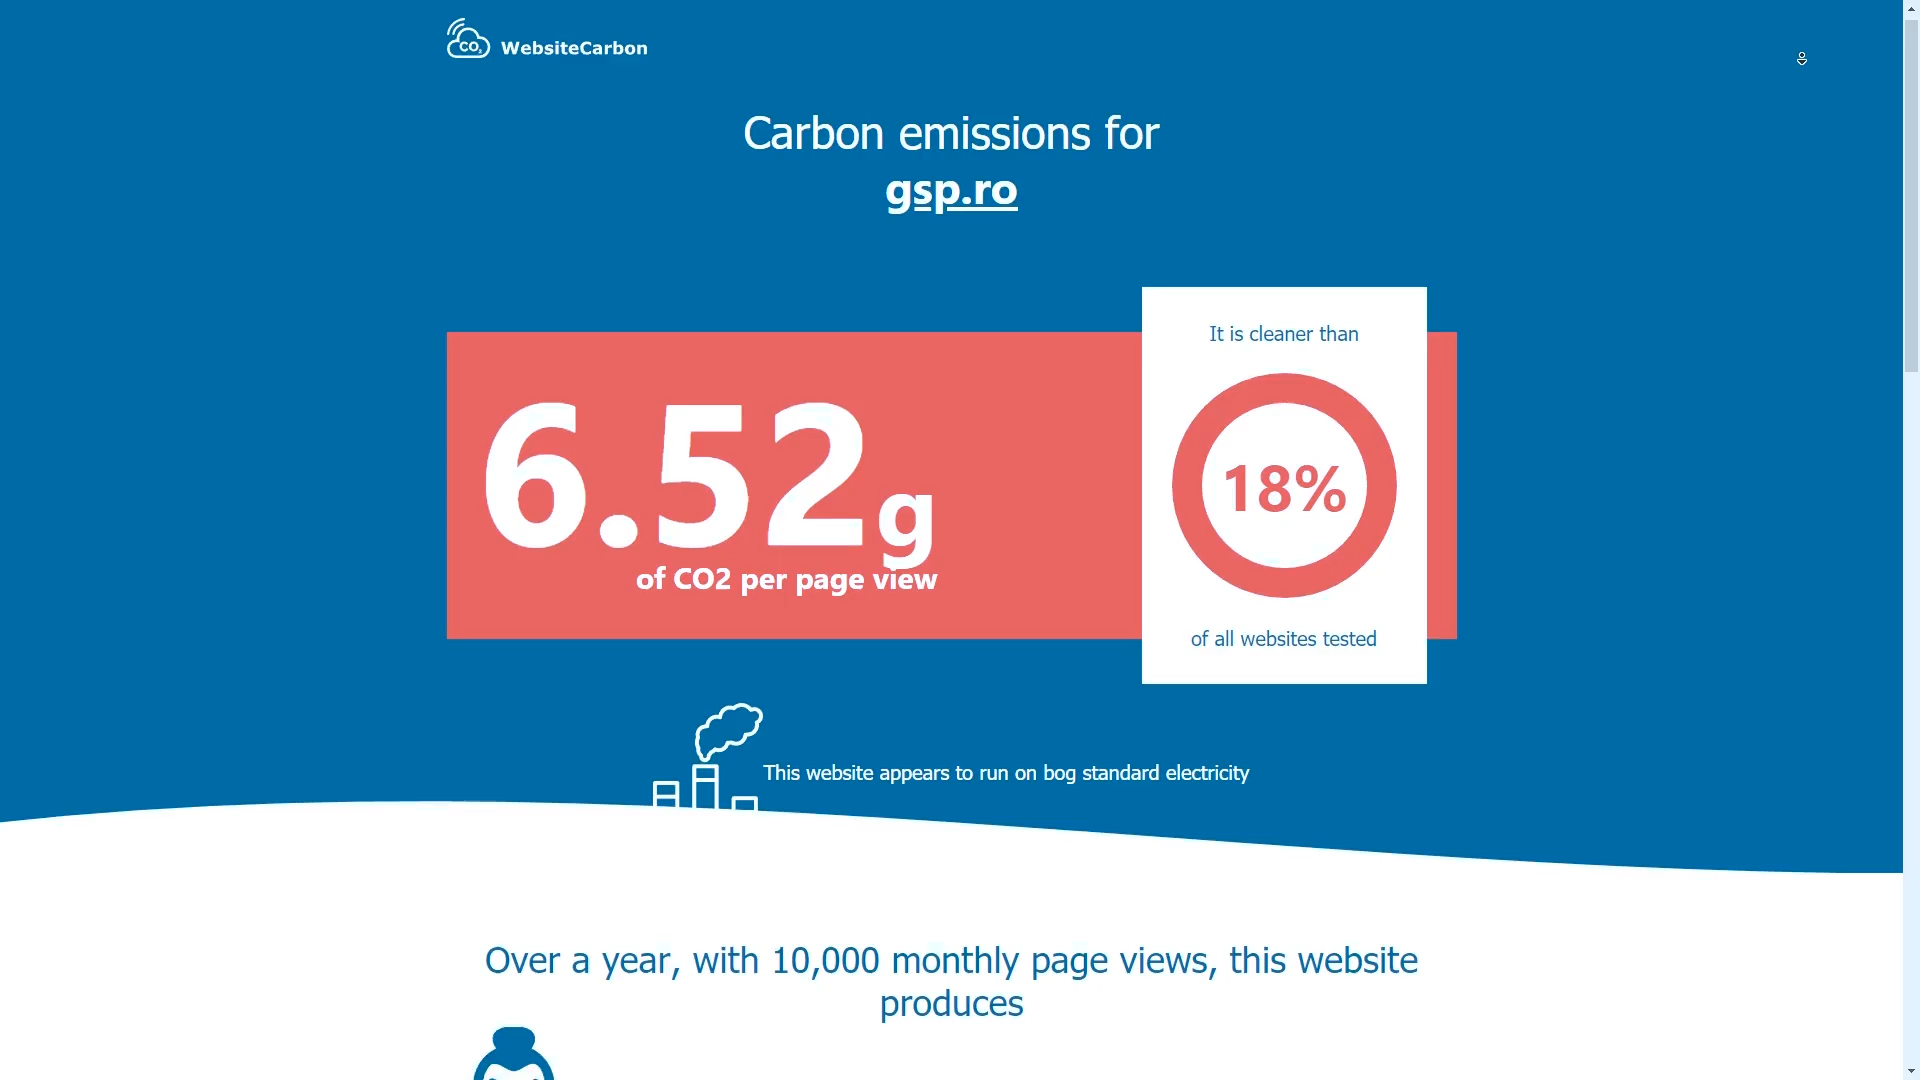 CO2 WebsiteCarbon
Carbon emissions for
gsp.ro
It is cleaner than
6.52g
18%
of CO2 per page view
of all websites tested
This website appears to run on bog standard electricity
Over a year, with 10,000 monthly page views, this website
produces